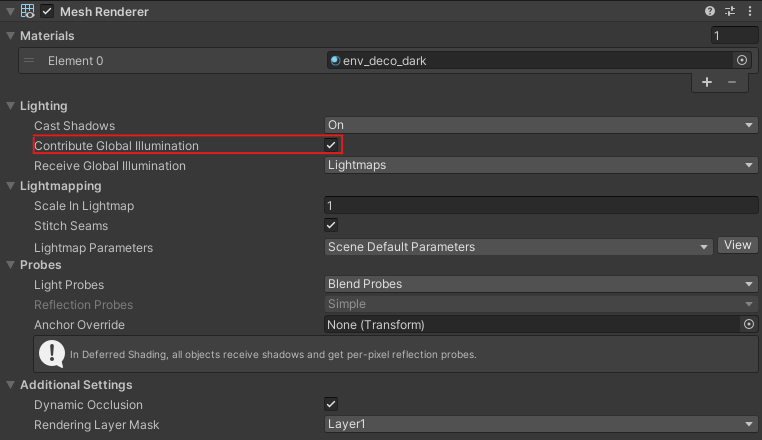 Mesh Renderer
Materials 1
Element 0 env_deco_dark
+ −
Lighting
Cast Shadows On
Contribute Global Illumination
Receive Global Illumination Lightmaps
Lightmapping
Scale In Lightmap 1
Stitch Seams
Lightmap Parameters Scene Default Parameters View
Probes
Light Probes Blend Probes
Reflection Probes Simple
Anchor Override None (Transform)
In Deferred Shading, all objects receive shadows and get per-pixel reflection probes.
Additional Settings
Dynamic Occlusion
Rendering Layer Mask Layer1